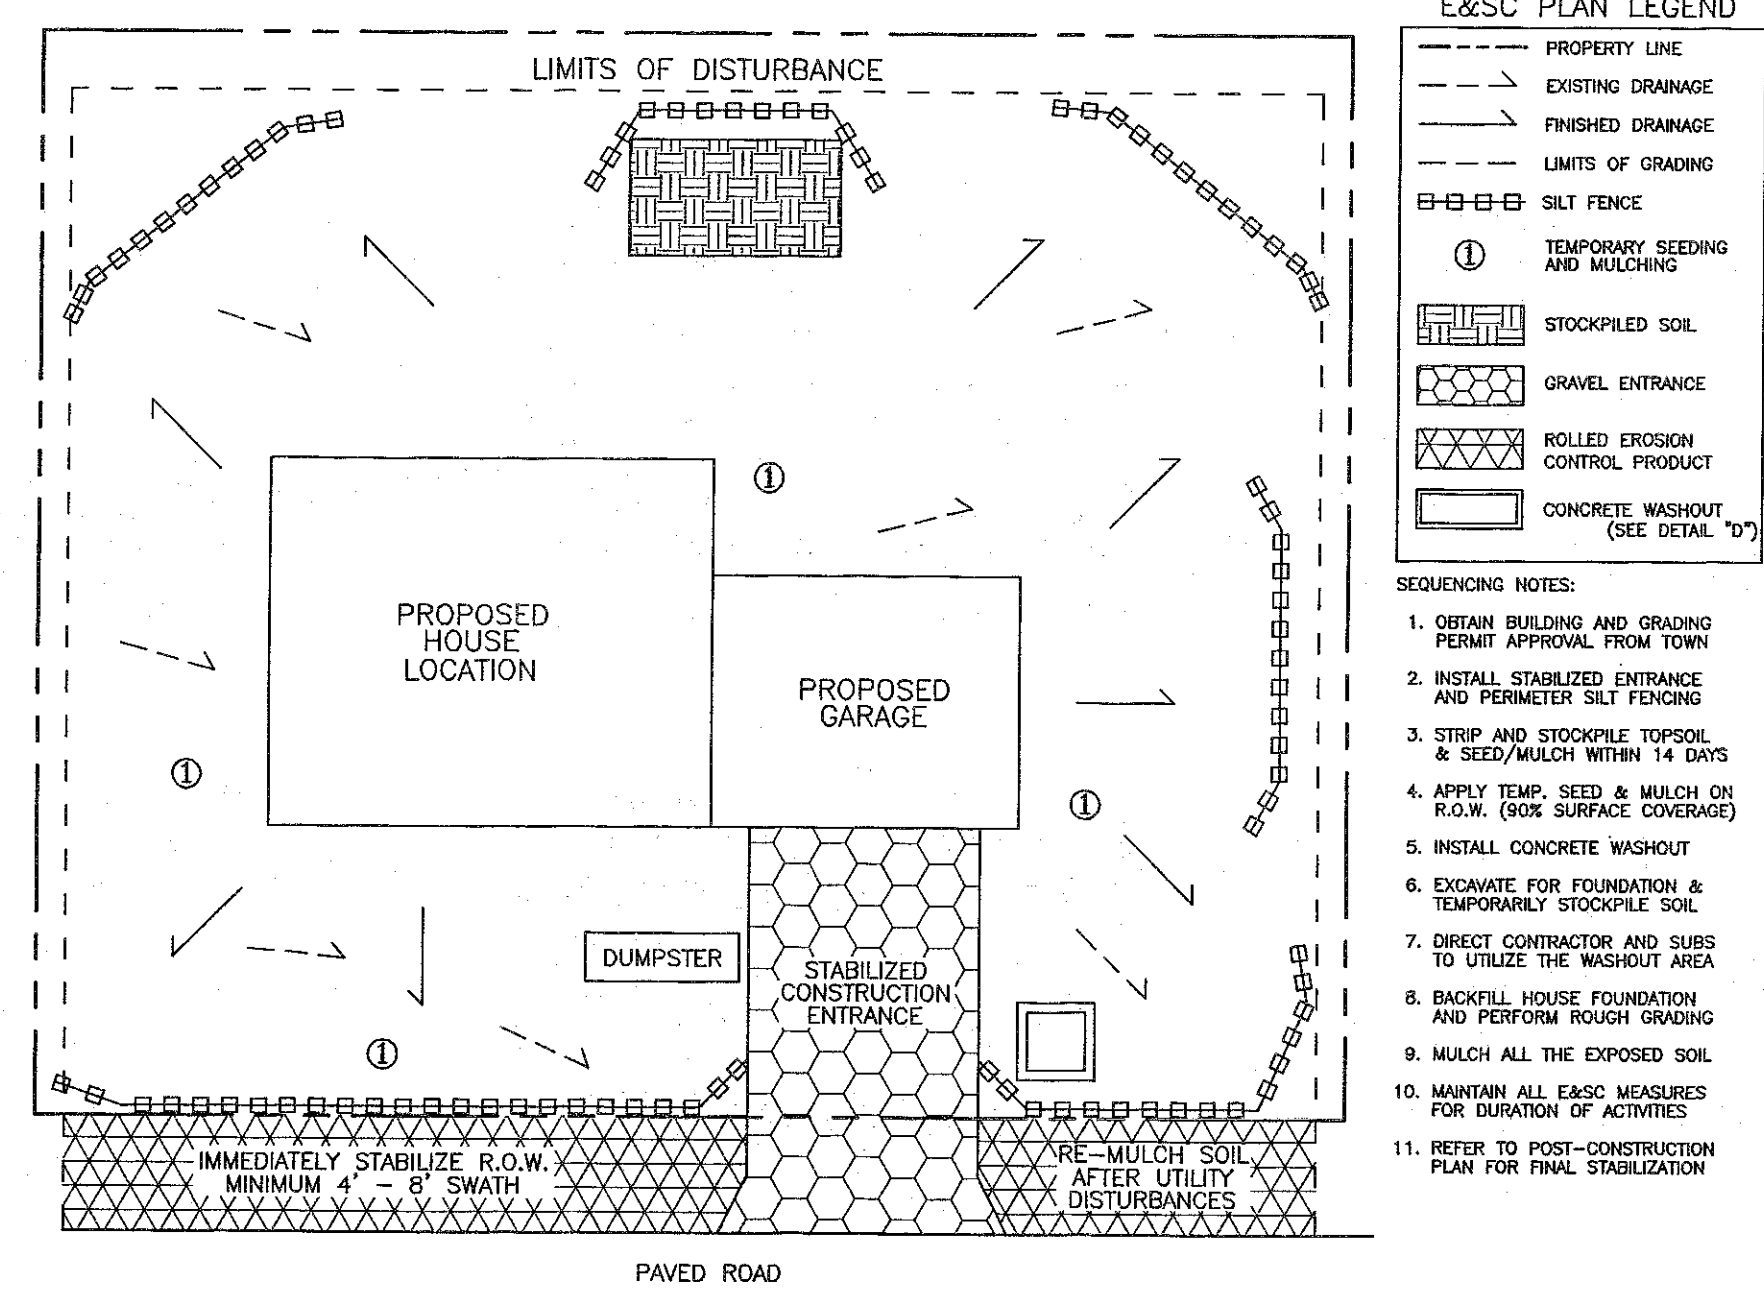 LIMITS OF DISTURBANCE
①
PROPOSED
HOUSE
LOCATION
PROPOSED
GARAGE
①
①
DUMPSTER
STABILIZED
CONSTRUCTION
ENTRANCE
①
IMMEDIATELY STABILIZE R.O.W.
MINIMUM 4' - 8' SWATH
RE-MULCH SOIL
AFTER UTILITY
DISTURBANCES
PAVED ROAD
E&SC PLAN LEGEND
PROPERTY LINE
EXISTING DRAINAGE
FINISHED DRAINAGE
LIMITS OF GRADING
SILT FENCE
① TEMPORARY SEEDING
AND MULCHING
STOCKPILED SOIL
GRAVEL ENTRANCE
ROLLED EROSION
CONTROL PRODUCT
CONCRETE WASHOUT
(SEE DETAIL "D")
SEQUENCING NOTES:
1. OBTAIN BUILDING AND GRADING
PERMIT APPROVAL FROM TOWN
2. INSTALL STABILIZED ENTRANCE
AND PERIMETER SILT FENCING
3. STRIP AND STOCKPILE TOPSOIL
& SEED/MULCH WITHIN 14 DAYS
4. APPLY TEMP. SEED & MULCH ON
R.O.W. (90% SURFACE COVERAGE)
5. INSTALL CONCRETE WASHOUT
6. EXCAVATE FOR FOUNDATION &
TEMPORARILY STOCKPILE SOIL
7. DIRECT CONTRACTOR AND SUBS
TO UTILIZE THE WASHOUT AREA
8. BACKFILL HOUSE FOUNDATION
AND PERFORM ROUGH GRADING
9. MULCH ALL THE EXPOSED SOIL
10. MAINTAIN ALL E&SC MEASURES
FOR DURATION OF ACTIVITIES
11. REFER TO POST-CONSTRUCTION
PLAN FOR FINAL STABILIZATION